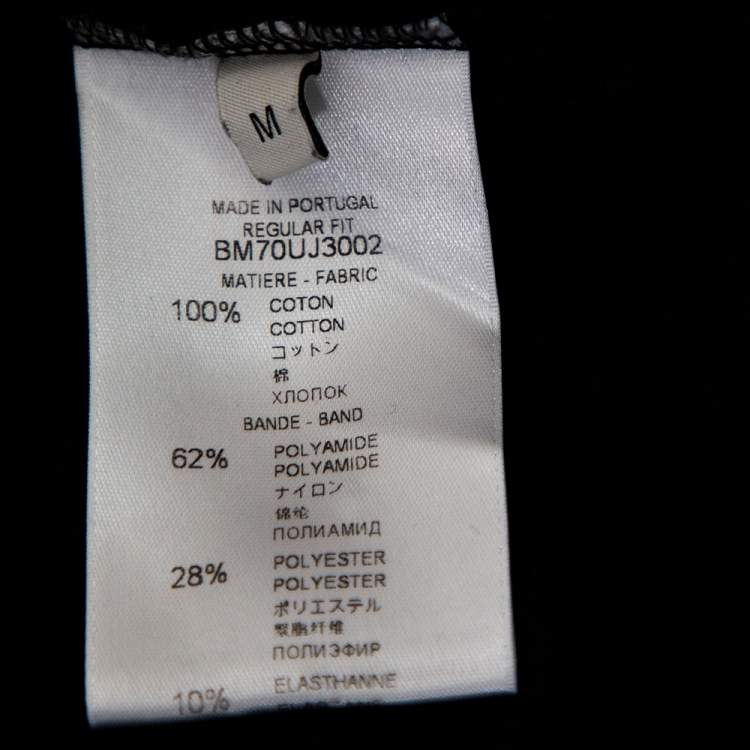 M
MADE IN PORTUGAL
REGULAR FIT
BM70UJ3002
MATIERE - FABRIC
100% COTON
COTTON
コットン
棉
ХЛОПОК
BANDE - BAND
62% POLYAMIDE
POLYAMIDE
ナイロン
锦纶
ПОЛИАМИД
28% POLYESTER
POLYESTER
ポリエステル
聚脂纤维
ПОЛИЭФИР
10% ELASTHANNE